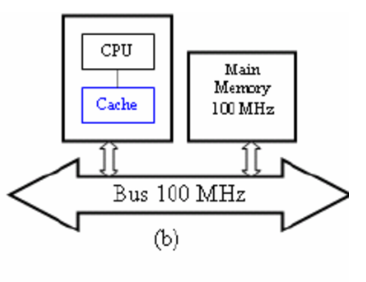 CPU
Cache
Main
Memory
100 MHz
Bus 100 MHz
(b)